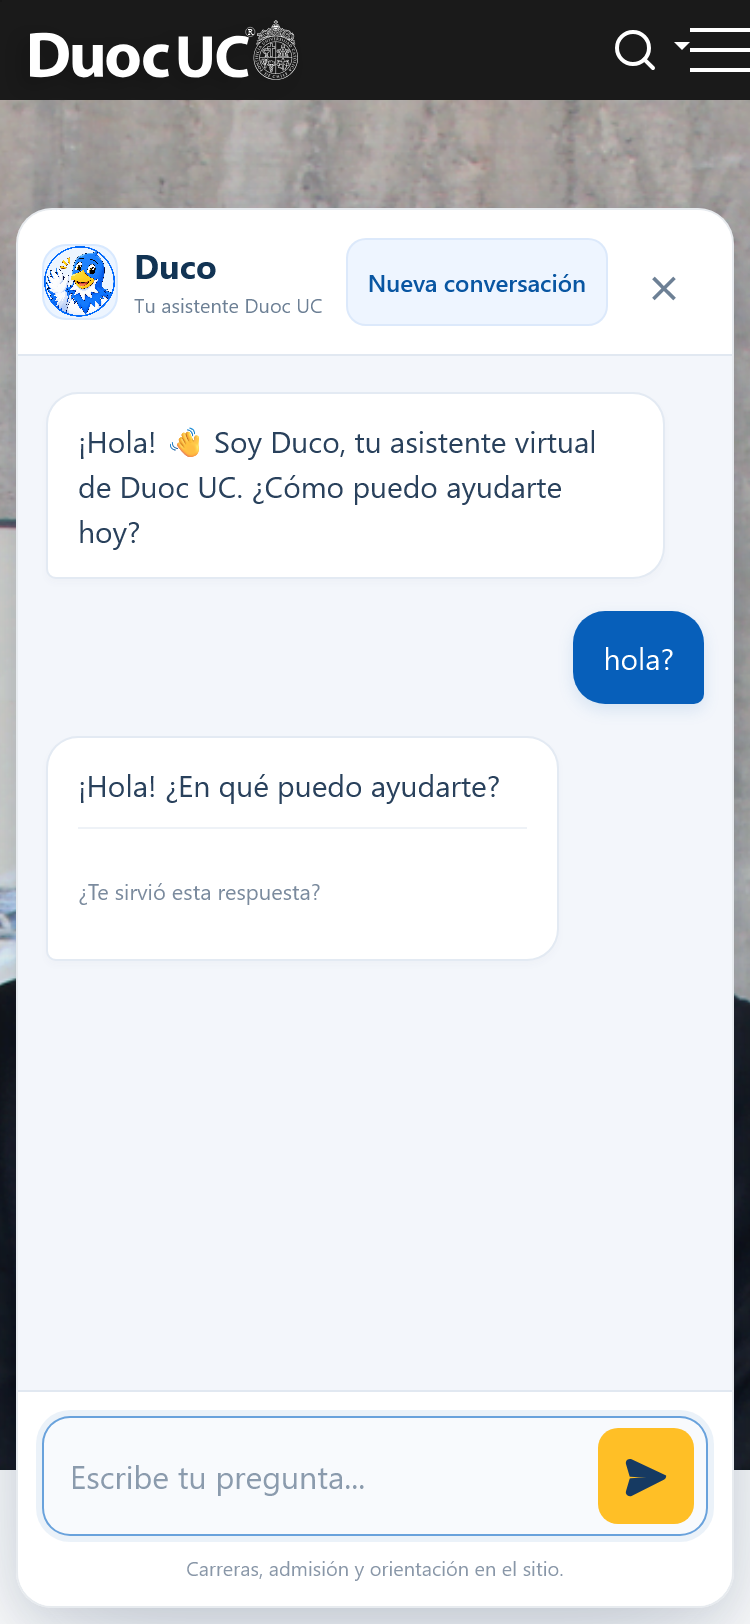 Duoc UC®
Duco
Tu asistente Duoc UC
Nueva conversación
¡Hola! 👋 Soy Duco, tu asistente virtual
de Duoc UC. ¿Cómo puedo ayudarte
hoy?
hola?
¡Hola! ¿En qué puedo ayudarte?
¿Te sirvió esta respuesta?
Escribe tu pregunta...
Carreras, admisión y orientación en el sitio.